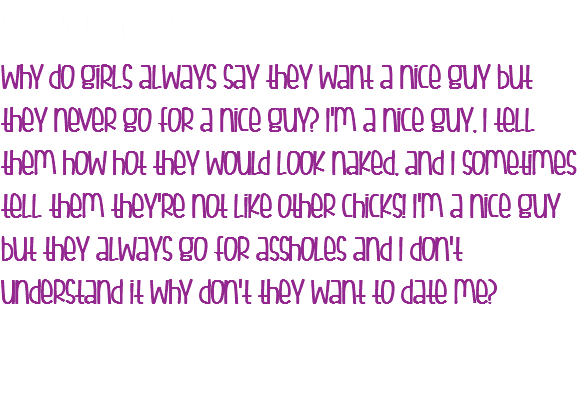 Why do girls always say they want a nice guy but
they never go for a nice guy? I'm a nice guy. I tell
them how hot they would look naked. and I sometimes
tell them they're not like other chicks! I'm a nice guy
but they always go for assholes and I don't
understand it why don't they want to date me?